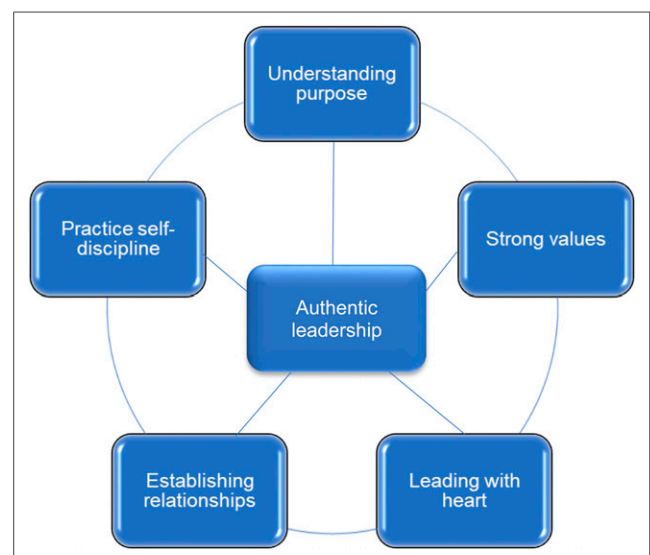 Understanding
purpose
Practice self-
discipline
Strong values
Authentic
leadership
Establishing
relationships
Leading with
heart